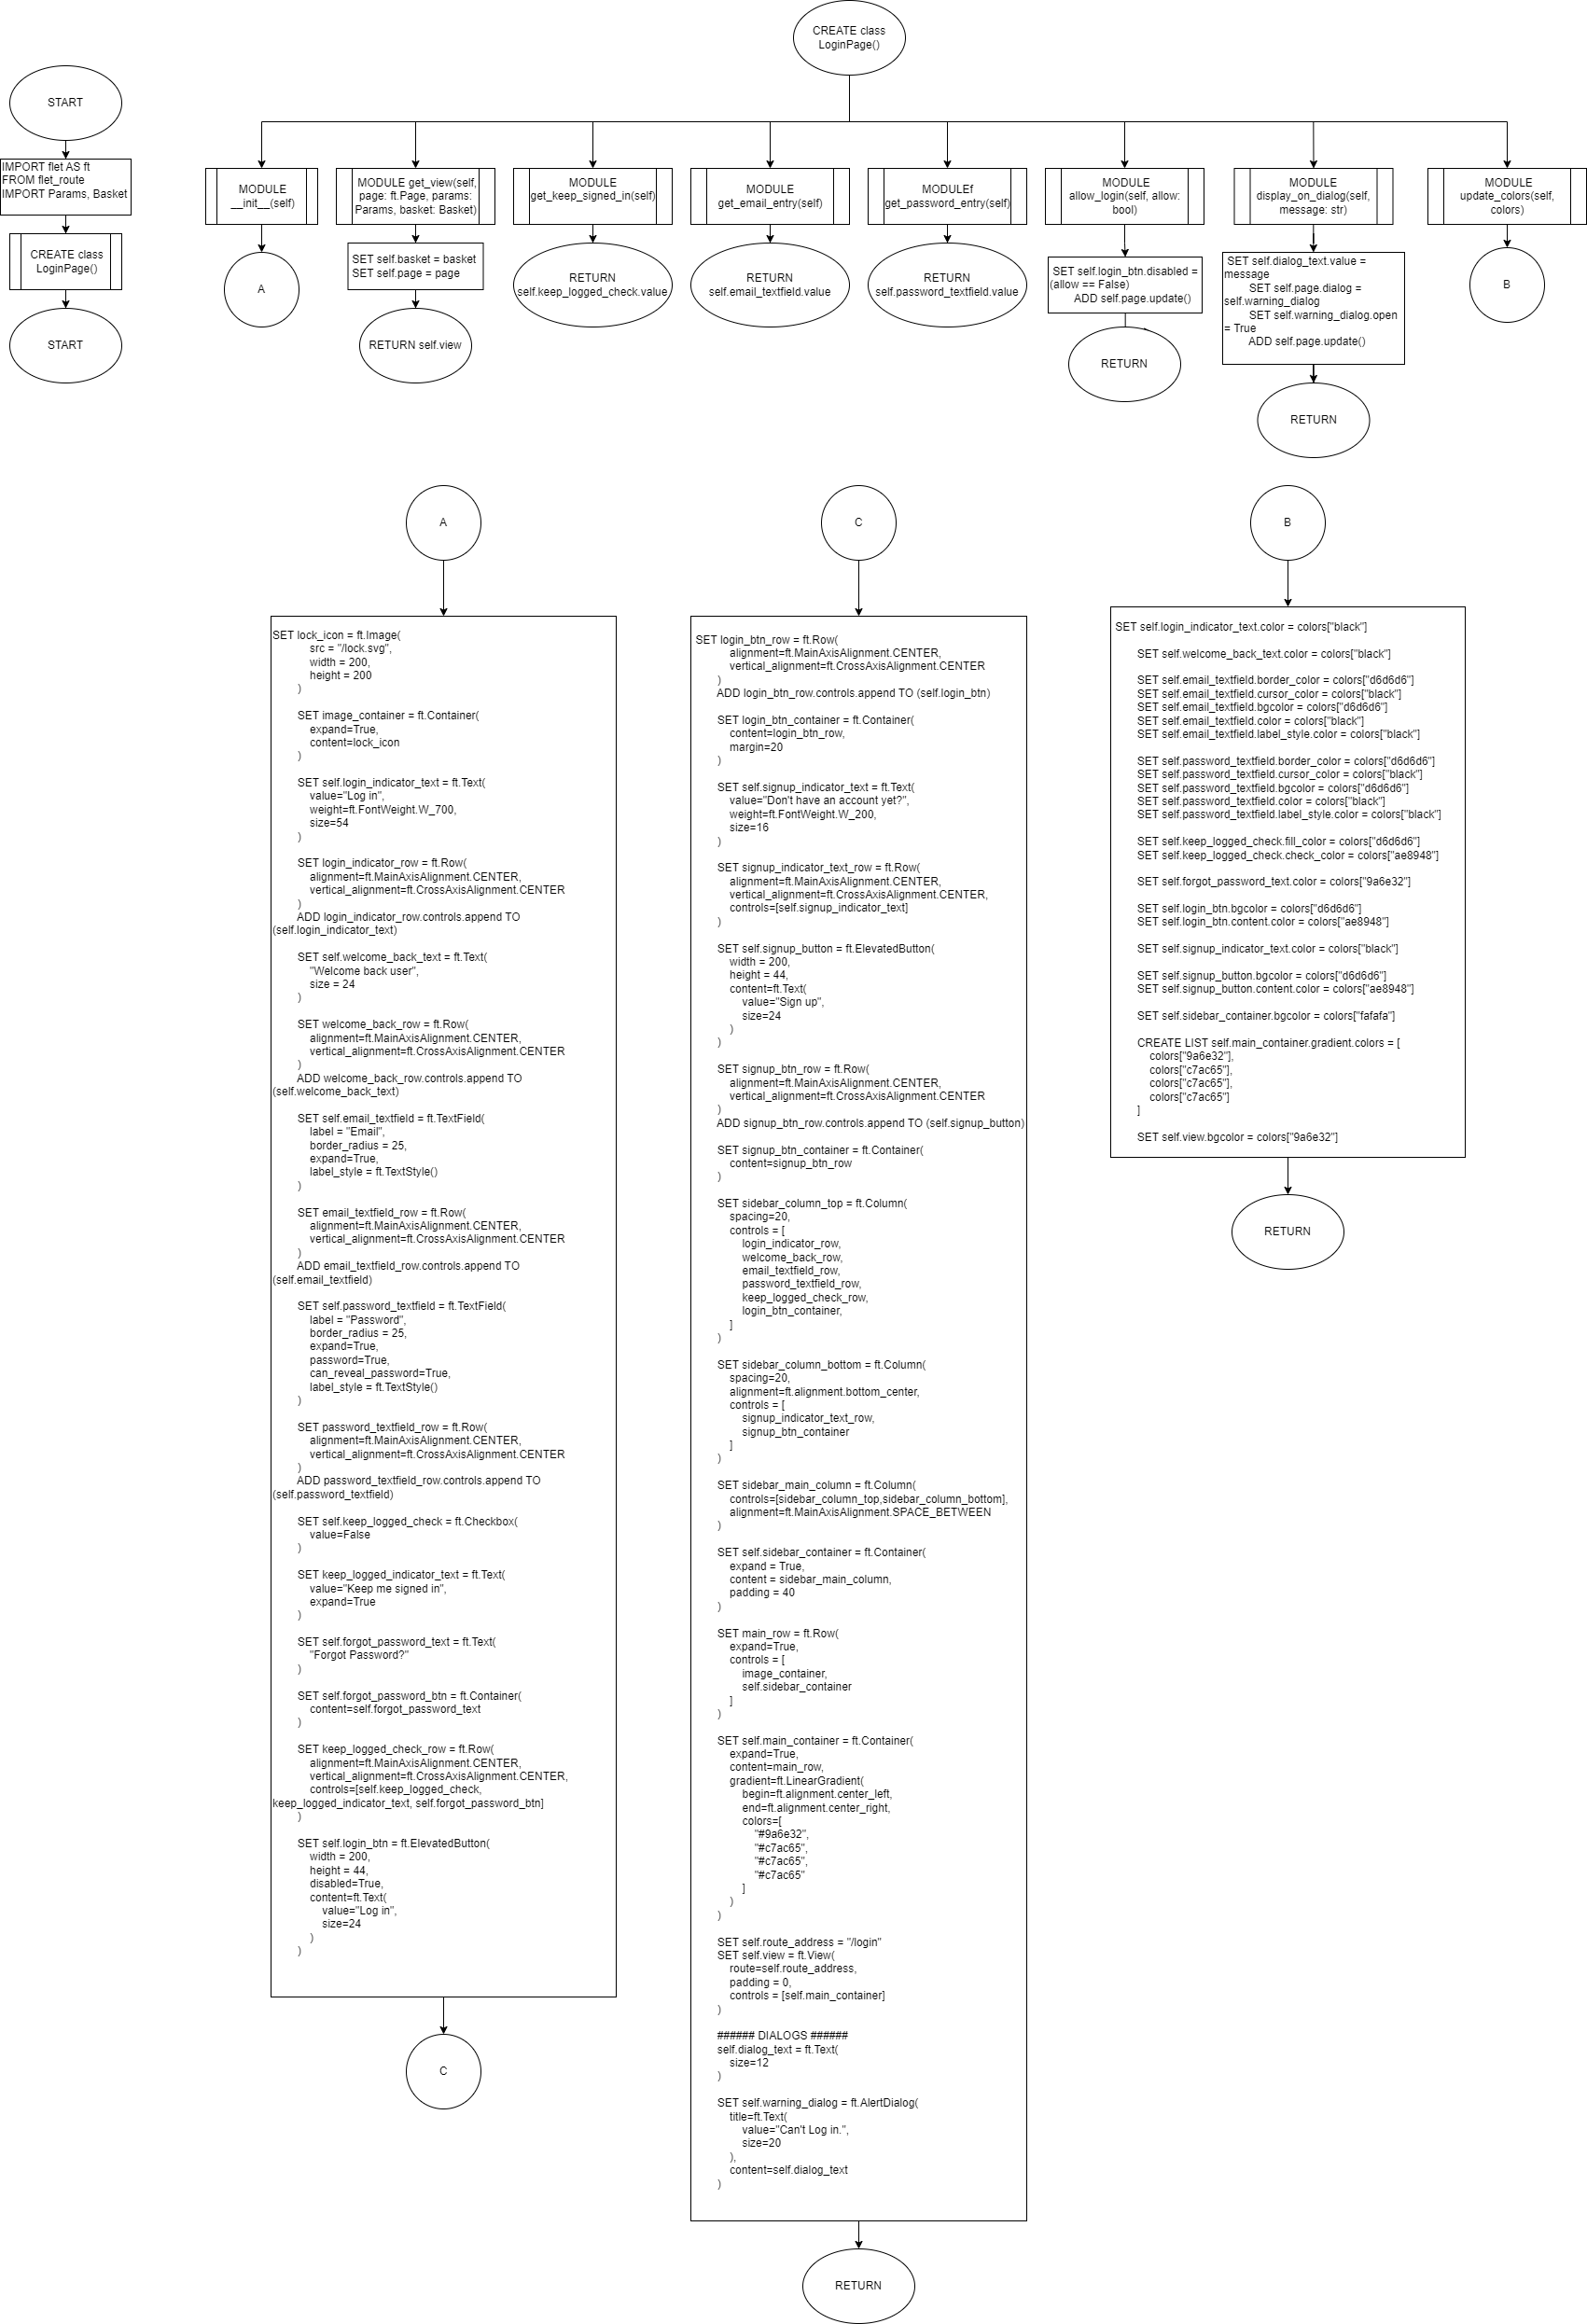 CREATE class
LoginPage()
START
IMPORT flet AS ft
FROM flet_route
IMPORT Params, Basket
CREATE class
LoginPage()
START
MODULE
__init__(self)
A
MODULE get_view(self,
page: ft.Page, params:
Params, basket: Basket)
SET self.basket = basket
SET self.page = page
RETURN self.view
MODULE
get_keep_signed_in(self)
RETURN
self.keep_logged_check.value
MODULE
get_email_entry(self)
RETURN
self.email_textfield.value
MODULEf
get_password_entry(self)
RETURN
self.password_textfield.value
MODULE
allow_login(self, allow:
bool)
SET self.login_btn.disabled =
(allow == False)
ADD self.page.update()
RETURN
MODULE
display_on_dialog(self,
message: str)
SET self.dialog_text.value =
message
SET self.page.dialog =
self.warning_dialog
SET self.warning_dialog.open
= True
ADD self.page.update()
RETURN
MODULE
update_colors(self,
colors)
B
A
SET lock_icon = ft.Image(
src = "/lock.svg",
width = 200,
height = 200
)
SET image_container = ft.Container(
expand=True,
content=lock_icon
)
SET self.login_indicator_text = ft.Text(
value="Log in",
weight=ft.FontWeight.W_700,
size=54
)
SET login_indicator_row = ft.Row(
alignment=ft.MainAxisAlignment.CENTER,
vertical_alignment=ft.CrossAxisAlignment.CENTER
)
ADD login_indicator_row.controls.append TO
(self.login_indicator_text)
SET self.welcome_back_text = ft.Text(
"Welcome back user",
size = 24
)
SET welcome_back_row = ft.Row(
alignment=ft.MainAxisAlignment.CENTER,
vertical_alignment=ft.CrossAxisAlignment.CENTER
)
ADD welcome_back_row.controls.append TO
(self.welcome_back_text)
SET self.email_textfield = ft.TextField(
label = "Email",
border_radius = 25,
expand=True,
label_style = ft.TextStyle()
)
SET email_textfield_row = ft.Row(
alignment=ft.MainAxisAlignment.CENTER,
vertical_alignment=ft.CrossAxisAlignment.CENTER
)
ADD email_textfield_row.controls.append TO
(self.email_textfield)
SET self.password_textfield = ft.TextField(
label = "Password",
border_radius = 25,
expand=True,
password=True,
can_reveal_password=True,
label_style = ft.TextStyle()
)
SET password_textfield_row = ft.Row(
alignment=ft.MainAxisAlignment.CENTER,
vertical_alignment=ft.CrossAxisAlignment.CENTER
)
ADD password_textfield_row.controls.append TO
(self.password_textfield)
SET self.keep_logged_check = ft.Checkbox(
value=False
)
SET keep_logged_indicator_text = ft.Text(
value="Keep me signed in",
expand=True
)
SET self.forgot_password_text = ft.Text(
"Forgot Password?"
)
SET self.forgot_password_btn = ft.Container(
content=self.forgot_password_text
)
SET keep_logged_check_row = ft.Row(
alignment=ft.MainAxisAlignment.CENTER,
vertical_alignment=ft.CrossAxisAlignment.CENTER,
controls=[self.keep_logged_check,
keep_logged_indicator_text, self.forgot_password_btn]
)
SET self.login_btn = ft.ElevatedButton(
width = 200,
height = 44,
disabled=True,
content=ft.Text(
value="Log in",
size=24
)
)
C
C
SET login_btn_row = ft.Row(
alignment=ft.MainAxisAlignment.CENTER,
vertical_alignment=ft.CrossAxisAlignment.CENTER
)
ADD login_btn_row.controls.append TO (self.login_btn)
SET login_btn_container = ft.Container(
content=login_btn_row,
margin=20
)
SET self.signup_indicator_text = ft.Text(
value="Don't have an account yet?",
weight=ft.FontWeight.W_200,
size=16
)
SET signup_indicator_text_row = ft.Row(
alignment=ft.MainAxisAlignment.CENTER,
vertical_alignment=ft.CrossAxisAlignment.CENTER,
controls=[self.signup_indicator_text]
)
SET self.signup_button = ft.ElevatedButton(
width = 200,
height = 44,
content=ft.Text(
value="Sign up",
size=24
)
)
SET signup_btn_row = ft.Row(
alignment=ft.MainAxisAlignment.CENTER,
vertical_alignment=ft.CrossAxisAlignment.CENTER
)
ADD signup_btn_row.controls.append TO (self.signup_button)
SET signup_btn_container = ft.Container(
content=signup_btn_row
)
SET sidebar_column_top = ft.Column(
spacing=20,
controls = [
login_indicator_row,
welcome_back_row,
email_textfield_row,
password_textfield_row,
keep_logged_check_row,
login_btn_container,
]
)
SET sidebar_column_bottom = ft.Column(
spacing=20,
alignment=ft.alignment.bottom_center,
controls = [
signup_indicator_text_row,
signup_btn_container
]
)
SET sidebar_main_column = ft.Column(
controls=[sidebar_column_top,sidebar_column_bottom],
alignment=ft.MainAxisAlignment.SPACE_BETWEEN
)
SET self.sidebar_container = ft.Container(
expand = True,
content = sidebar_main_column,
padding = 40
)
SET main_row = ft.Row(
expand=True,
controls = [
image_container,
self.sidebar_container
]
)
SET self.main_container = ft.Container(
expand=True,
content=main_row,
gradient=ft.LinearGradient(
begin=ft.alignment.center_left,
end=ft.alignment.center_right,
colors=[
"#9a6e32",
"#c7ac65",
"#c7ac65",
"#c7ac65"
]
)
)
SET self.route_address = "/login"
SET self.view = ft.View(
route=self.route_address,
padding = 0,
controls = [self.main_container]
)
###### DIALOGS ######
self.dialog_text = ft.Text(
size=12
)
SET self.warning_dialog = ft.AlertDialog(
title=ft.Text(
value="Can't Log in.",
size=20
),
content=self.dialog_text
)
RETURN
B
SET self.login_indicator_text.color = colors["black"]
SET self.welcome_back_text.color = colors["black"]
SET self.email_textfield.border_color = colors["d6d6d6"]
SET self.email_textfield.cursor_color = colors["black"]
SET self.email_textfield.bgcolor = colors["d6d6d6"]
SET self.email_textfield.color = colors["black"]
SET self.email_textfield.label_style.color = colors["black"]
SET self.password_textfield.border_color = colors["d6d6d6"]
SET self.password_textfield.cursor_color = colors["black"]
SET self.password_textfield.bgcolor = colors["d6d6d6"]
SET self.password_textfield.color = colors["black"]
SET self.password_textfield.label_style.color = colors["black"]
SET self.keep_logged_check.fill_color = colors["d6d6d6"]
SET self.keep_logged_check.check_color = colors["ae8948"]
SET self.forgot_password_text.color = colors["9a6e32"]
SET self.login_btn.bgcolor = colors["d6d6d6"]
SET self.login_btn.content.color = colors["ae8948"]
SET self.signup_indicator_text.color = colors["black"]
SET self.signup_button.bgcolor = colors["d6d6d6"]
SET self.signup_button.content.color = colors["ae8948"]
SET self.sidebar_container.bgcolor = colors["fafafa"]
CREATE LIST self.main_container.gradient.colors = [
colors["9a6e32"],
colors["c7ac65"],
colors["c7ac65"],
colors["c7ac65"]
]
SET self.view.bgcolor = colors["9a6e32"]
RETURN